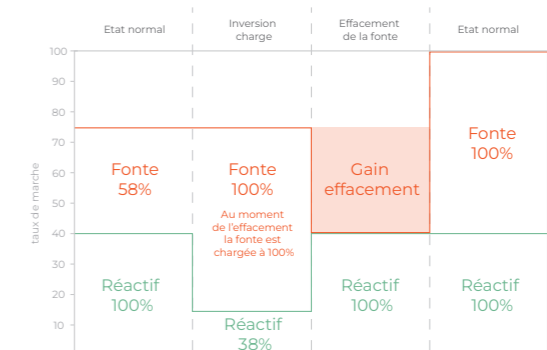 Etat normal
Inversion
charge
Effacement
de la fonte
Etat normal
100
90
80
70
60
50
40
30
20
10
taux de marche
Fonte
58%
Fonte
100%
Au moment
de l'effacement
la fonte est
chargée à 100%
Gain
effacement
Fonte
100%
Réactif
100%
Réactif
38%
Réactif
100%
Réactif
100%